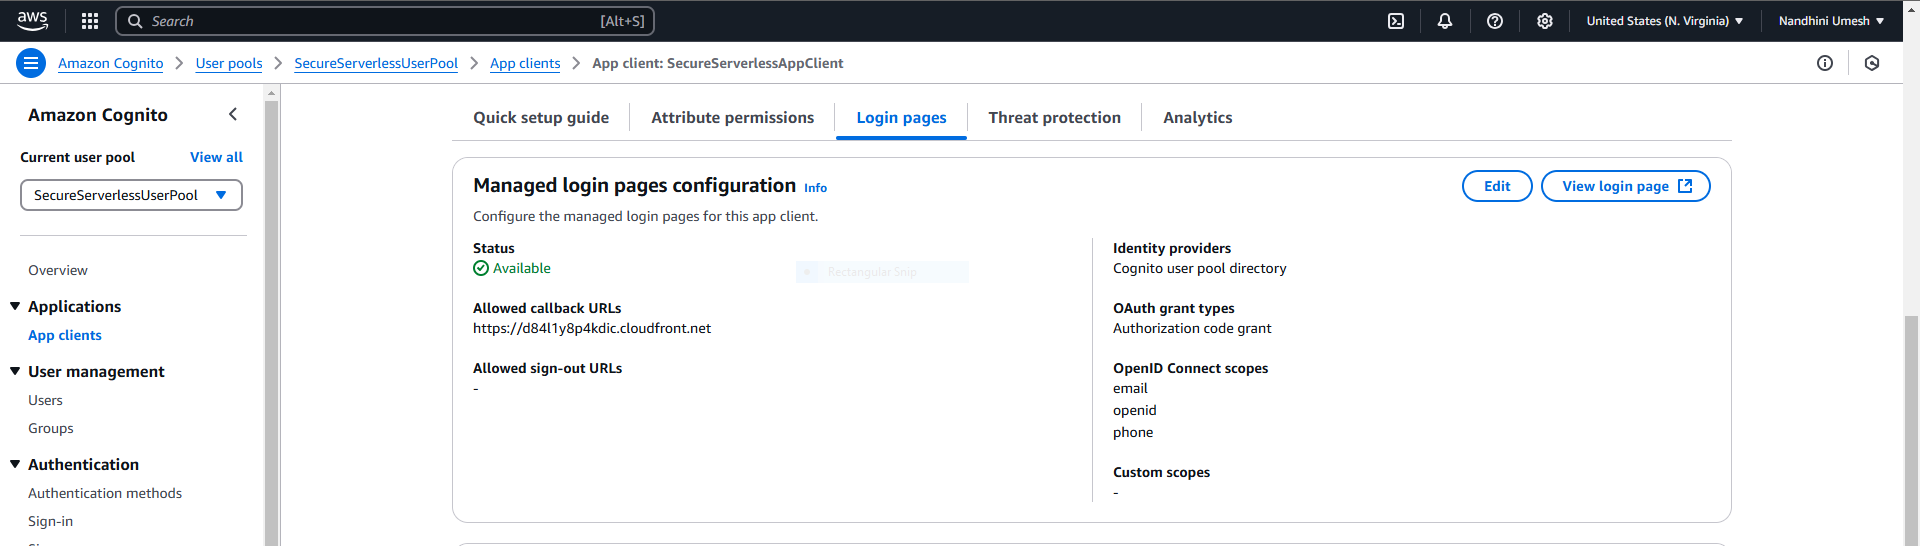 aws
Search
[Alt+S]
United States (N. Virginia)
Nandhini Umesh
Amazon Cognito
User pools
SecureServerlessUserPool
App clients
App client: SecureServerlessAppClient
Amazon Cognito
Current user pool
View all
SecureServerlessUserPool
Overview
Applications
App clients
User management
Users
Groups
Authentication
Authentication methods
Sign-in
Quick setup guide
Attribute permissions
Login pages
Threat protection
Analytics
Managed login pages configuration Info
Edit
View login page
Configure the managed login pages for this app client.
Status
Available
Rectangular Snip
Allowed callback URLs
https://d84l1y8p4kdic.cloudfront.net
Allowed sign-out URLs
-
Identity providers
Cognito user pool directory
OAuth grant types
Authorization code grant
OpenID Connect scopes
email
openid
phone
Custom scopes
-